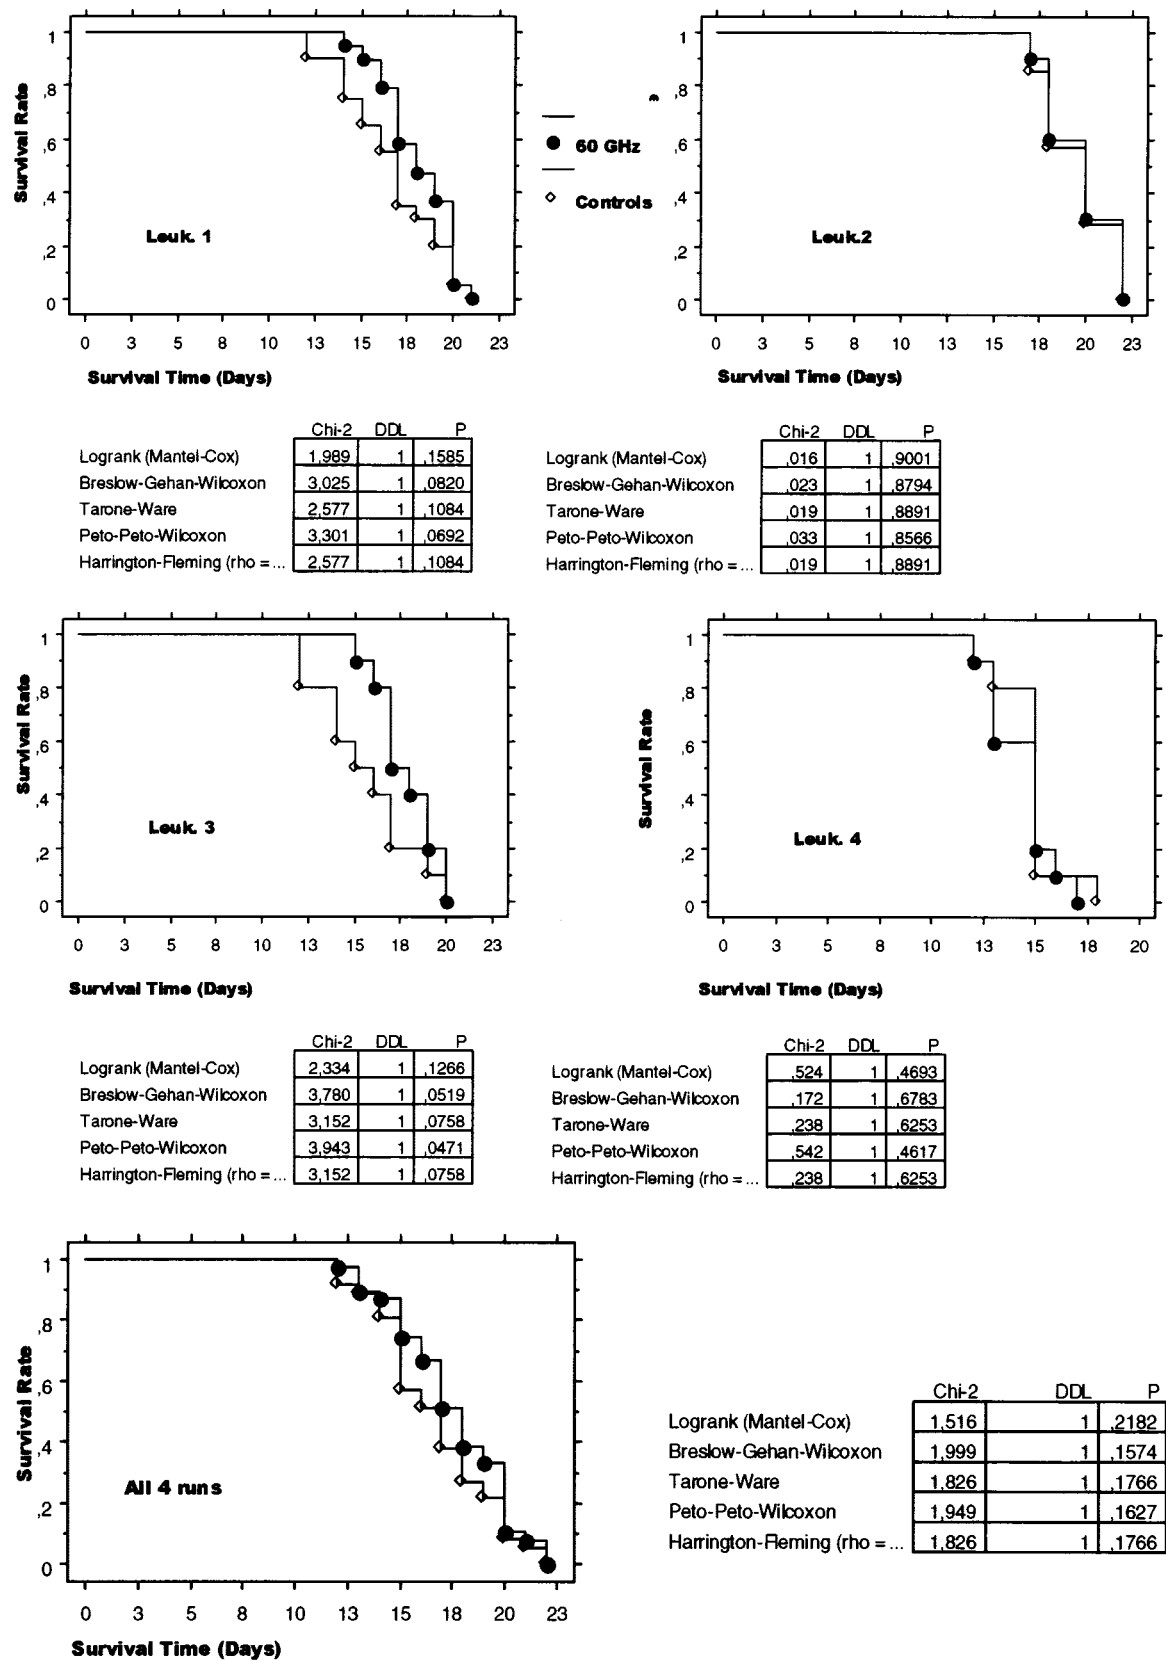 1
,8
,6
,4
,2
0
Survival Rate
Leuk. 1
0 3 5 8 10 13 15 18 20 23
Survival Time (Days)
60 GHz
Controls
1
,8
,6
,4
,2
0
Leuk.2
0 3 5 8 10 13 15 18 20 23
Survival Time (Days)
Chi-2 DDL P
Logrank (Mantel-Cox) 1,989 1 ,1585
Breslow-Gehan-Wilcoxon 3,025 1 ,0820
Tarone-Ware 2,577 1 ,1084
Peto-Peto-Wilcoxon 3,301 1 ,0692
Harrington-Fleming (rho = ... 2,577 1 ,1084
Chi-2 DDL P
Logrank (Mantel-Cox) ,016 1 ,9001
Breslow-Gehan-Wilcoxon ,023 1 ,8794
Tarone-Ware ,019 1 ,8891
Peto-Peto-Wilcoxon ,033 1 ,8566
Harrington-Fleming (rho = ... ,019 1 ,8891
1
,8
,6
,4
,2
0
Survival Rate
Leuk. 3
0 3 5 8 10 13 15 18 20 23
Survival Time (Days)
1
,8
,6
,4
,2
0
Survival Rate
Leuk. 4
0 3 5 8 10 13 15 18 20
Survival Time (Days)
Chi-2 DDL P
Logrank (Mantel-Cox) 2,334 1 ,1266
Breslow-Gehan-Wilcoxon 3,780 1 ,0519
Tarone-Ware 3,152 1 ,0758
Peto-Peto-Wilcoxon 3,943 1 ,0471
Harrington-Fleming (rho = ... 3,152 1 ,0758
Chi-2 DDL P
Logrank (Mantel-Cox) ,524 1 ,4693
Breslow-Gehan-Wilcoxon ,172 1 ,6783
Tarone-Ware ,238 1 ,6253
Peto-Peto-Wilcoxon ,542 1 ,4617
Harrington-Fleming (rho = ... ,238 1 ,6253
1
,8
,6
,4
,2
0
Survival Rate
All 4 runs
0 3 5 8 10 13 15 18 20 23
Survival Time (Days)
Chi-2 DDL P
Logrank (Mantel-Cox) 1,516 1 ,2182
Breslow-Gehan-Wilcoxon 1,999 1 ,1574
Tarone-Ware 1,826 1 ,1766
Peto-Peto-Wilcoxon 1,949 1 ,1627
Harrington-Fleming (rho = ... 1,826 1 ,1766